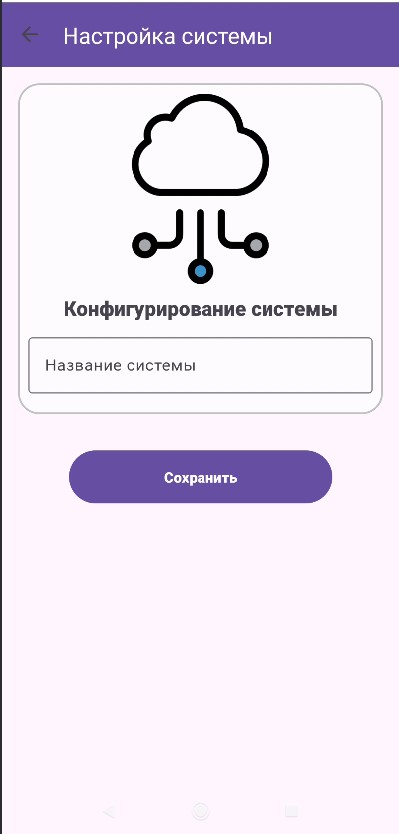 Настройка системы
Конфигурирование системы
Название системы
Сохранить